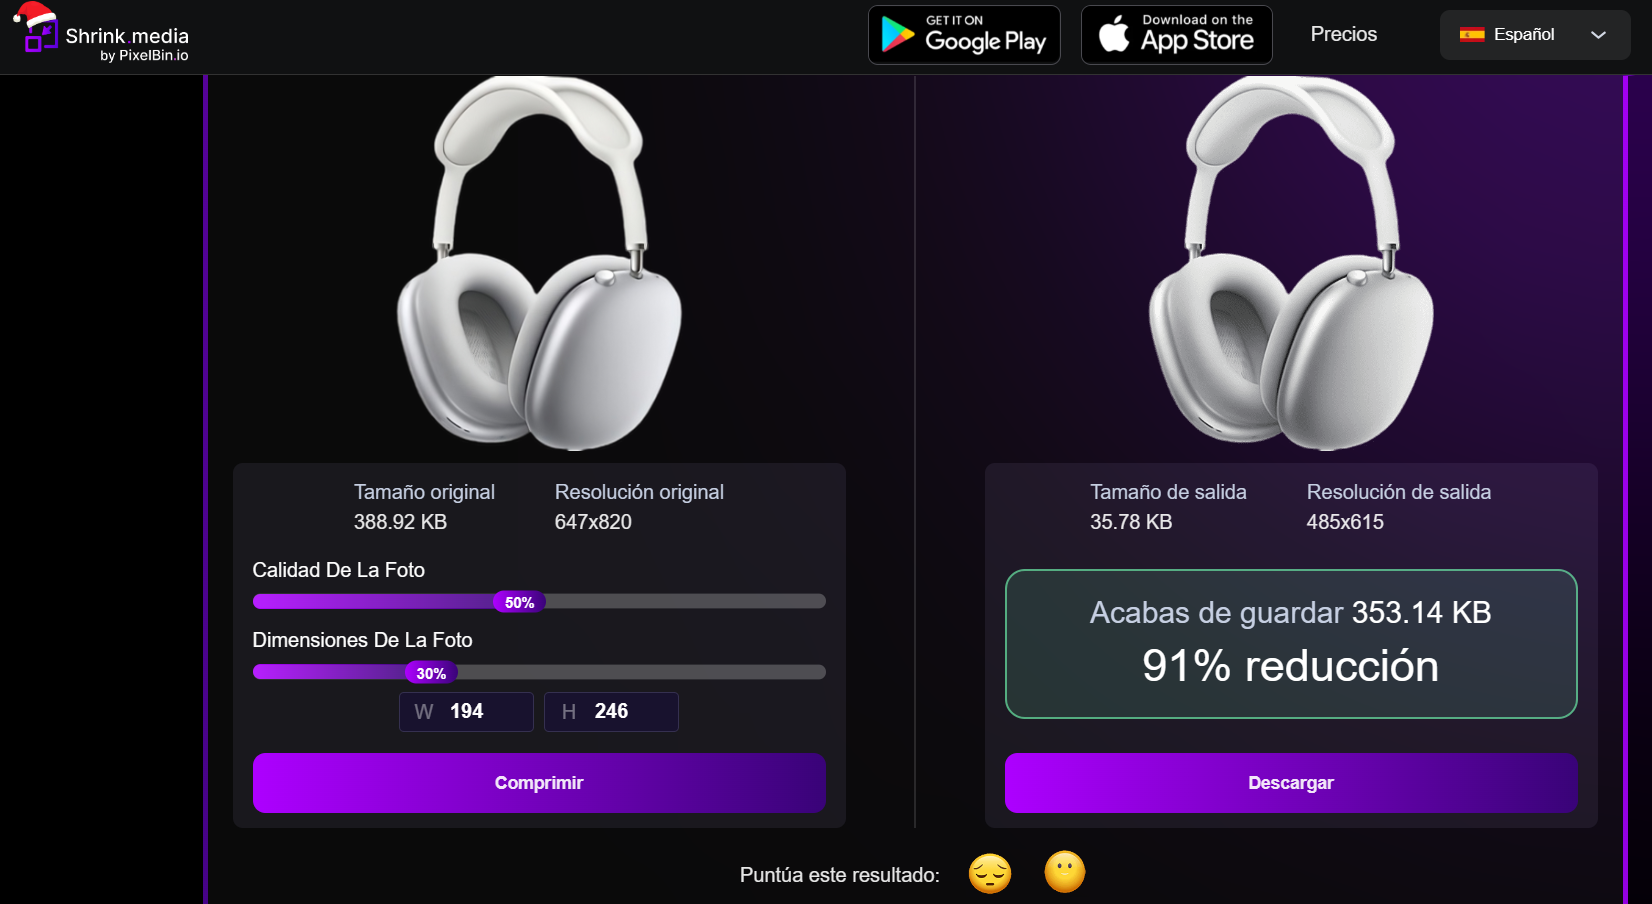 Shrink.media
by PixelBin.io
GET IT ON
Google Play
Download on the
App Store
Precios
Español
Tamaño original
388.92 KB
Resolución original
647x820
Calidad De La Foto
50%
Dimensiones De La Foto
30%
W 194
H 246
Comprimir
Tamaño de salida
35.78 KB
Resolución de salida
485x615
Acabas de guardar 353.14 KB
91% reducción
Descargar
Puntúa este resultado: